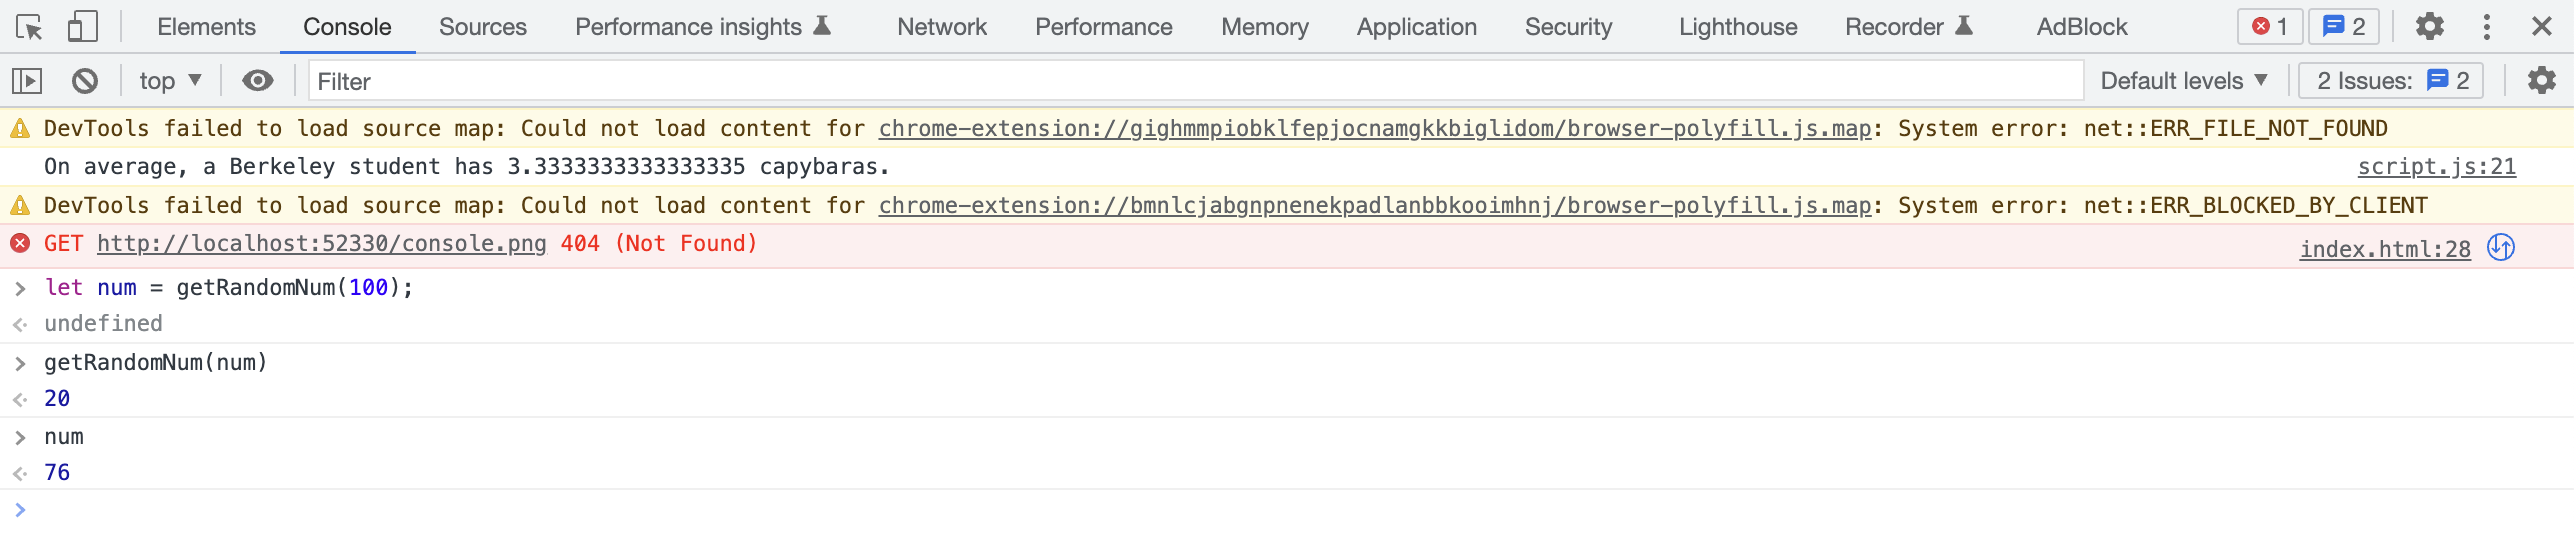 Elements Console Sources Performance insights Network Performance Memory Application Security Lighthouse Recorder AdBlock 1 2
top Filter Default levels 2 Issues: 2
DevTools failed to load source map: Could not load content for chrome-extension://gighmmpiobklfepjocnamgkkbiglidom/browser-polyfill.js.map: System error: net::ERR_FILE_NOT_FOUND
On average, a Berkeley student has 3.3333333333333335 capybaras. script.js:21
DevTools failed to load source map: Could not load content for chrome-extension://bmnlcjabgnpnenekpadlanbbkooimhnj/browser-polyfill.js.map: System error: net::ERR_BLOCKED_BY_CLIENT
GET http://localhost:52330/console.png 404 (Not Found) index.html:28
let num = getRandomNum(100);
undefined
getRandomNum(num)
20
num
76